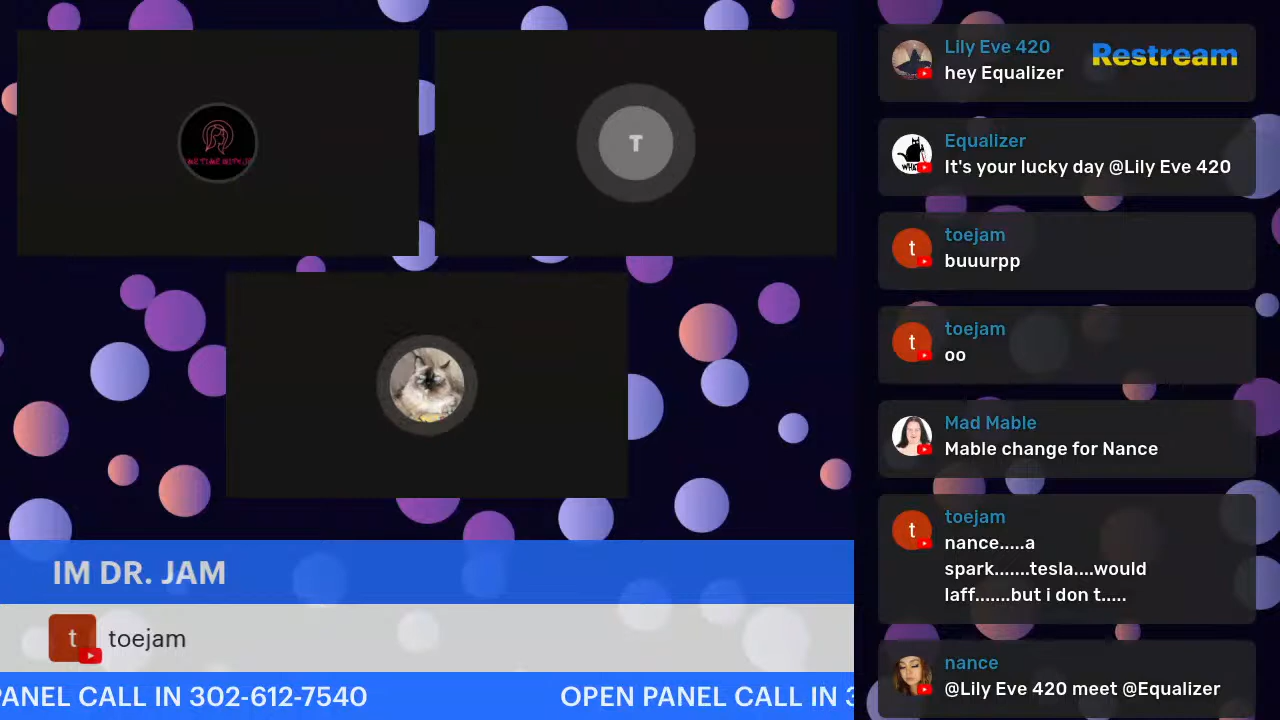 T
IM DR. JAM
t
toejam
PANEL CALL IN 302-612-7540
OPEN PANEL CALL IN 3
Restream
Lily Eve 420
hey Equalizer
Equalizer
It's your lucky day @Lily Eve 420
t
toejam
buuurpp
t
toejam
oo
Mad Mable
Mable change for Nance
t
toejam
nance.....a
spark.......tesla....would
laff.......but i don t.....
nance
@Lily Eve 420 meet @Equalizer